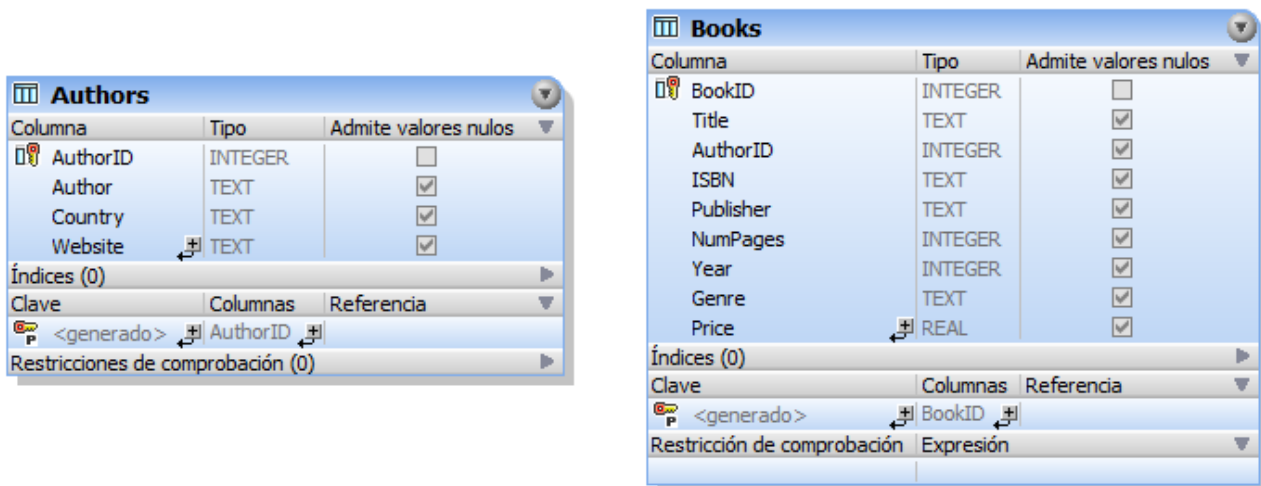 Authors
Columna Tipo Admite valores nulos
AuthorID INTEGER
Author TEXT
Country TEXT
Website TEXT
Índices (0)
Clave Columnas Referencia
P <generado> AuthorID
Restricciones de comprobación (0)
Books
Columna Tipo Admite valores nulos
BookID INTEGER
Title TEXT
AuthorID INTEGER
ISBN TEXT
Publisher TEXT
NumPages INTEGER
Year INTEGER
Genre TEXT
Price REAL
Índices (0)
Clave Columnas Referencia
P <generado> BookID
Restricción de comprobación Expresión